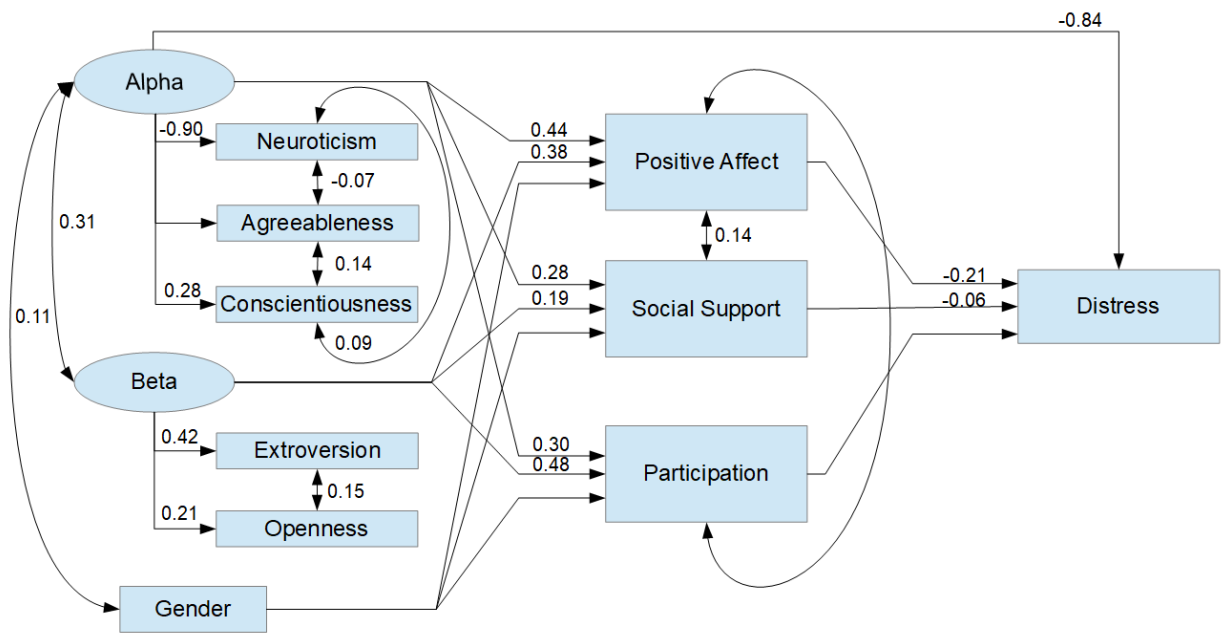 -0.84
Alpha
-0.90
Neuroticism
0.44
0.38
Positive Affect
-0.07
Agreeableness
0.31
0.14
0.14
0.28
Conscientiousness
0.28
0.19
Social Support
-0.21
-0.06
Distress
0.11
0.09
Beta
0.42
Extroversion
0.30
0.48
Participation
0.15
0.21
Openness
Gender